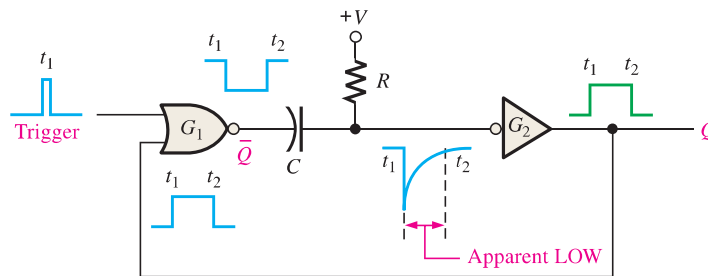 +V
t1 t2
t1
R
t1 t2
G1
G2
Trigger
Q̄
C
Q
t1 t2
t1 t2
Apparent LOW